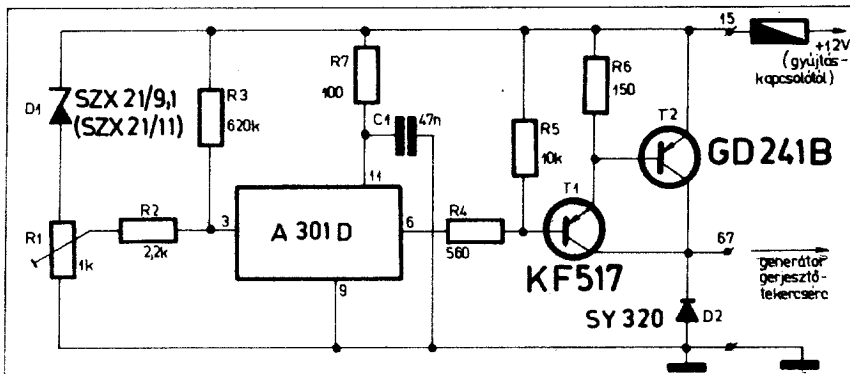 15
+12V
(gyújtás-
kapcsolótól)
R7
100
R6
150
D1
SZX 21/9,1
(SZX 21/11)
R3
620k
C1
47n
R5
10k
T2
GD241B
11
T1
R1
1k
R2
2,2k
3
A 301 D
6
R4
560
KF517
67
generátor
gerjesztő-
tekercsére
9
SY 320
D2